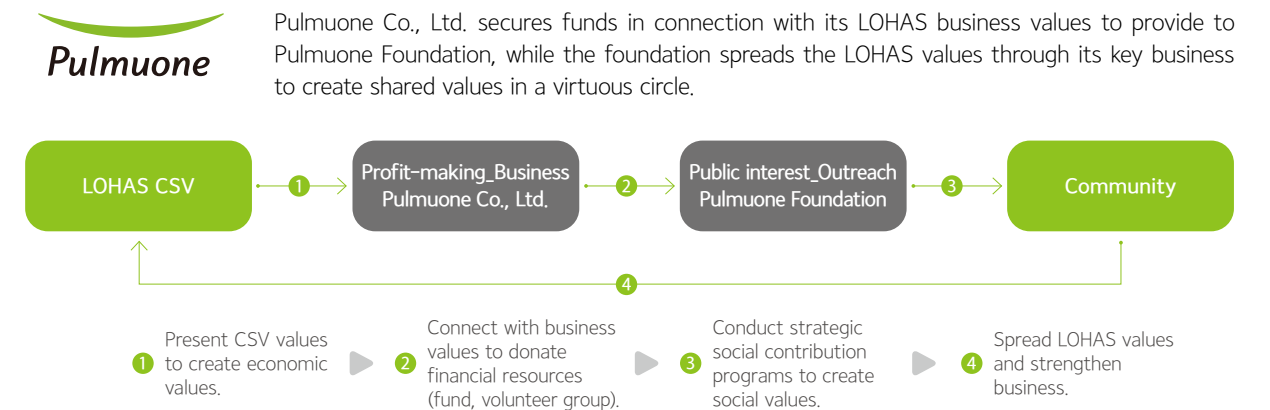 Pulmuone
Pulmuone Co., Ltd. secures funds in connection with its LOHAS business values to provide to
Pulmuone Foundation, while the foundation spreads the LOHAS values through its key business
to create shared values in a virtuous circle.
LOHAS CSV
1
Profit-making_Business
Pulmuone Co., Ltd.
2
Public interest_Outreach
Pulmuone Foundation
3
Community
4
1
Present CSV values
to create economic
values.
2
Connect with business
values to donate
financial resources
(fund, volunteer group).
3
Conduct strategic
social contribution
programs to create
social values.
4
Spread LOHAS values
and strengthen
business.